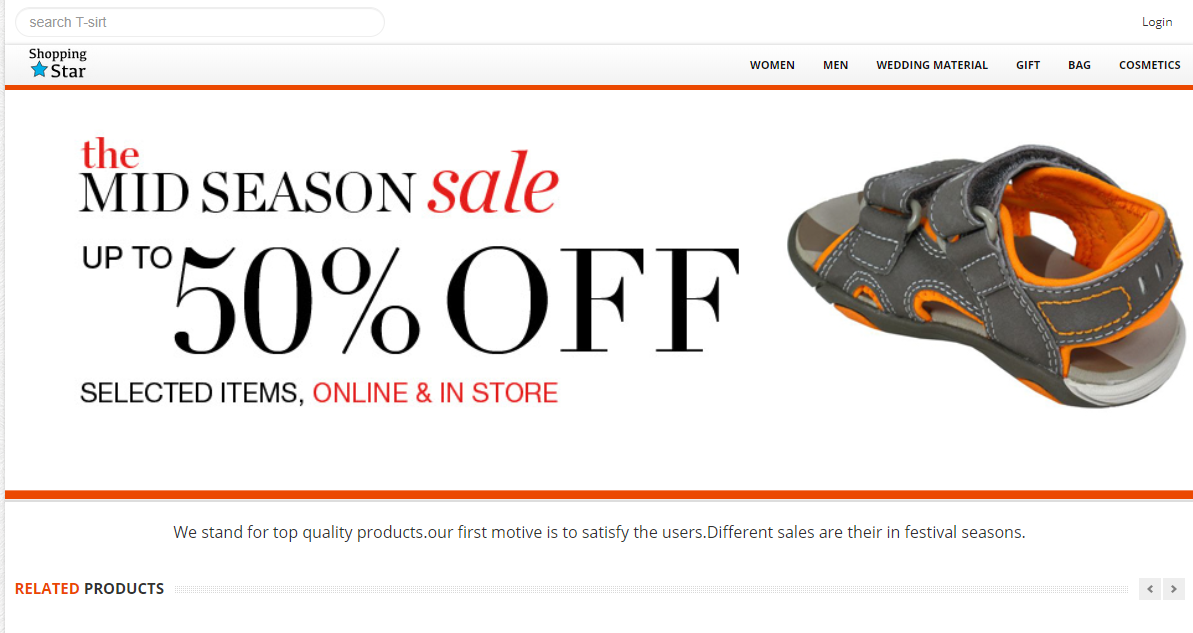 search T-sirt
Login
Shopping
Star
WOMEN MEN WEDDING MATERIAL GIFT BAG COSMETICS
the
MID SEASON sale
UP TO 50% OFF
SELECTED ITEMS, ONLINE & IN STORE
We stand for top quality products.our first motive is to satisfy the users.Different sales are their in festival seasons.
RELATED PRODUCTS